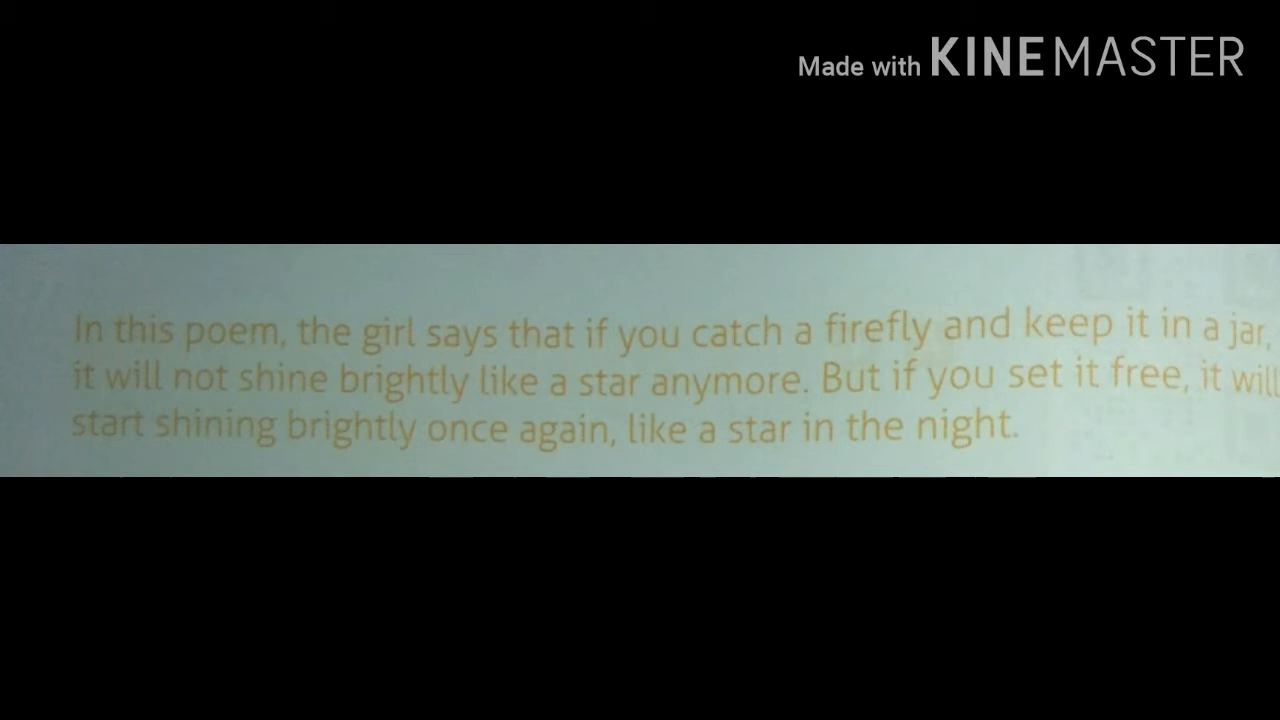 Made with KINEMASTER
In this poem, the girl says that if you catch a firefly and keep it in a jar,
it will not shine brightly like a star anymore. But if you set it free, it will
start shining brightly once again, like a star in the night.